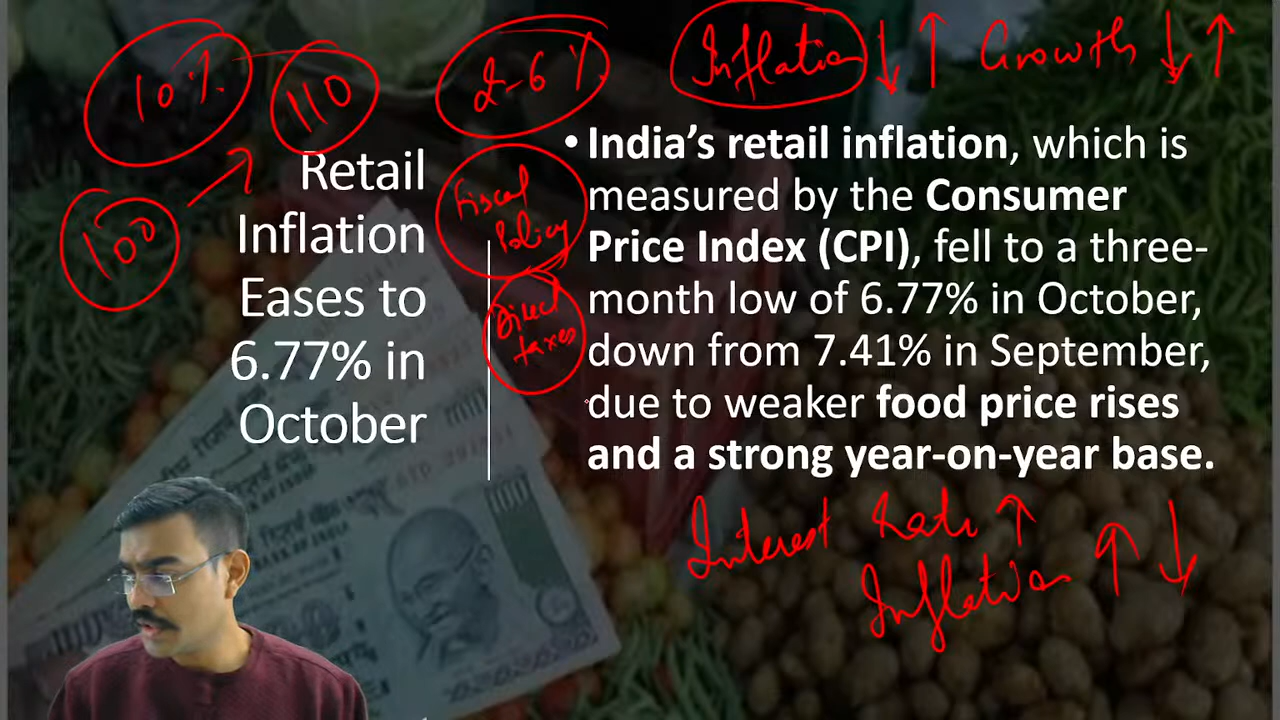 10%
110
100
2-6 %
Inflation ↓ ↑ Growth ↓ ↑
Retail
Inflation
Eases to
6.77% in
October
Fiscal
Policy
Direct
taxes
• India’s retail inflation, which is
measured by the Consumer
Price Index (CPI), fell to a three-
month low of 6.77% in October,
down from 7.41% in September,
due to weaker food price rises
and a strong year-on-year base.
Interest Rate ↑
Inflation ↑ ↓
100